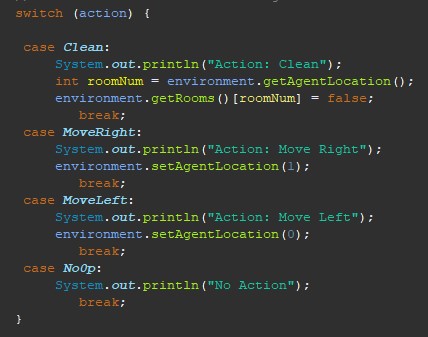 switch (action) {
case Clean:
System.out.println("Action: Clean");
int roomNum = environment.getAgentLocation();
environment.getRooms()[roomNum] = false;
break;
case MoveRight:
System.out.println("Action: Move Right");
environment.setAgentLocation(1);
break;
case MoveLeft:
System.out.println("Action: Move Left");
environment.setAgentLocation(0);
break;
case NoOp:
System.out.println("No Action");
break;
}